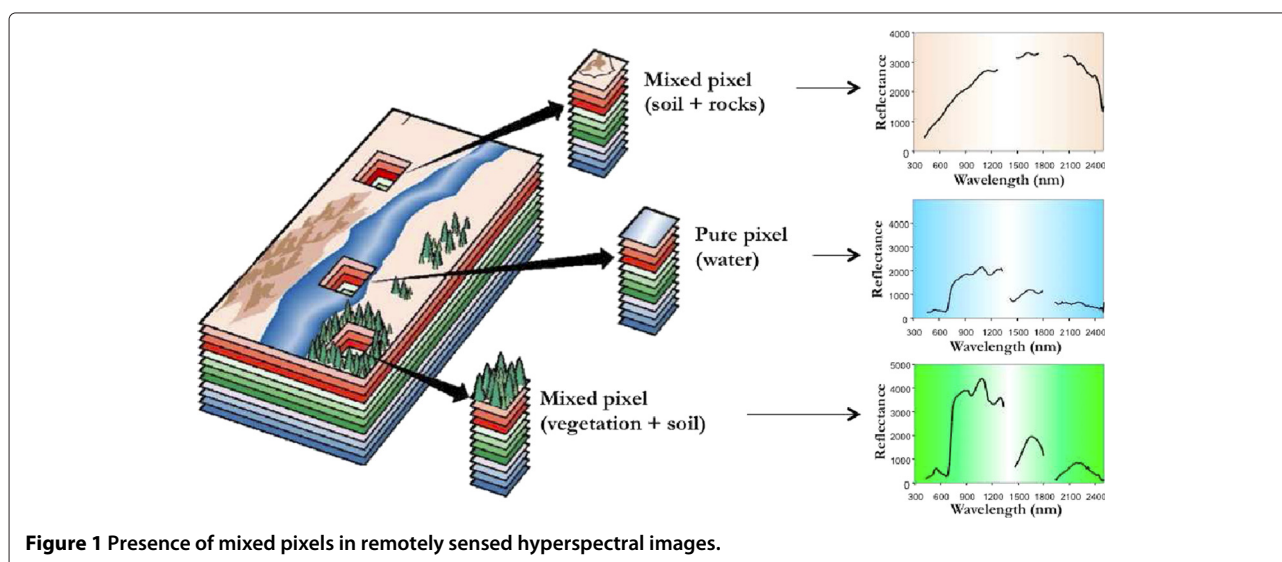 Mixed pixel
(soil + rocks)
Pure pixel
(water)
Mixed pixel
(vegetation + soil)
4000
3000
2000
1000
0
Reflectance
300 600 900 1200 1500 1800 2100 2400
Wavelength (nm)
4000
3000
2000
1000
0
Reflectance
300 600 900 1200 1500 1800 2100 2400
Wavelength (nm)
5000
4000
3000
2000
1000
0
Reflectance
300 600 900 1200 1500 1800 2100 2400
Wavelength (nm)
Figure 1 Presence of mixed pixels in remotely sensed hyperspectral images.